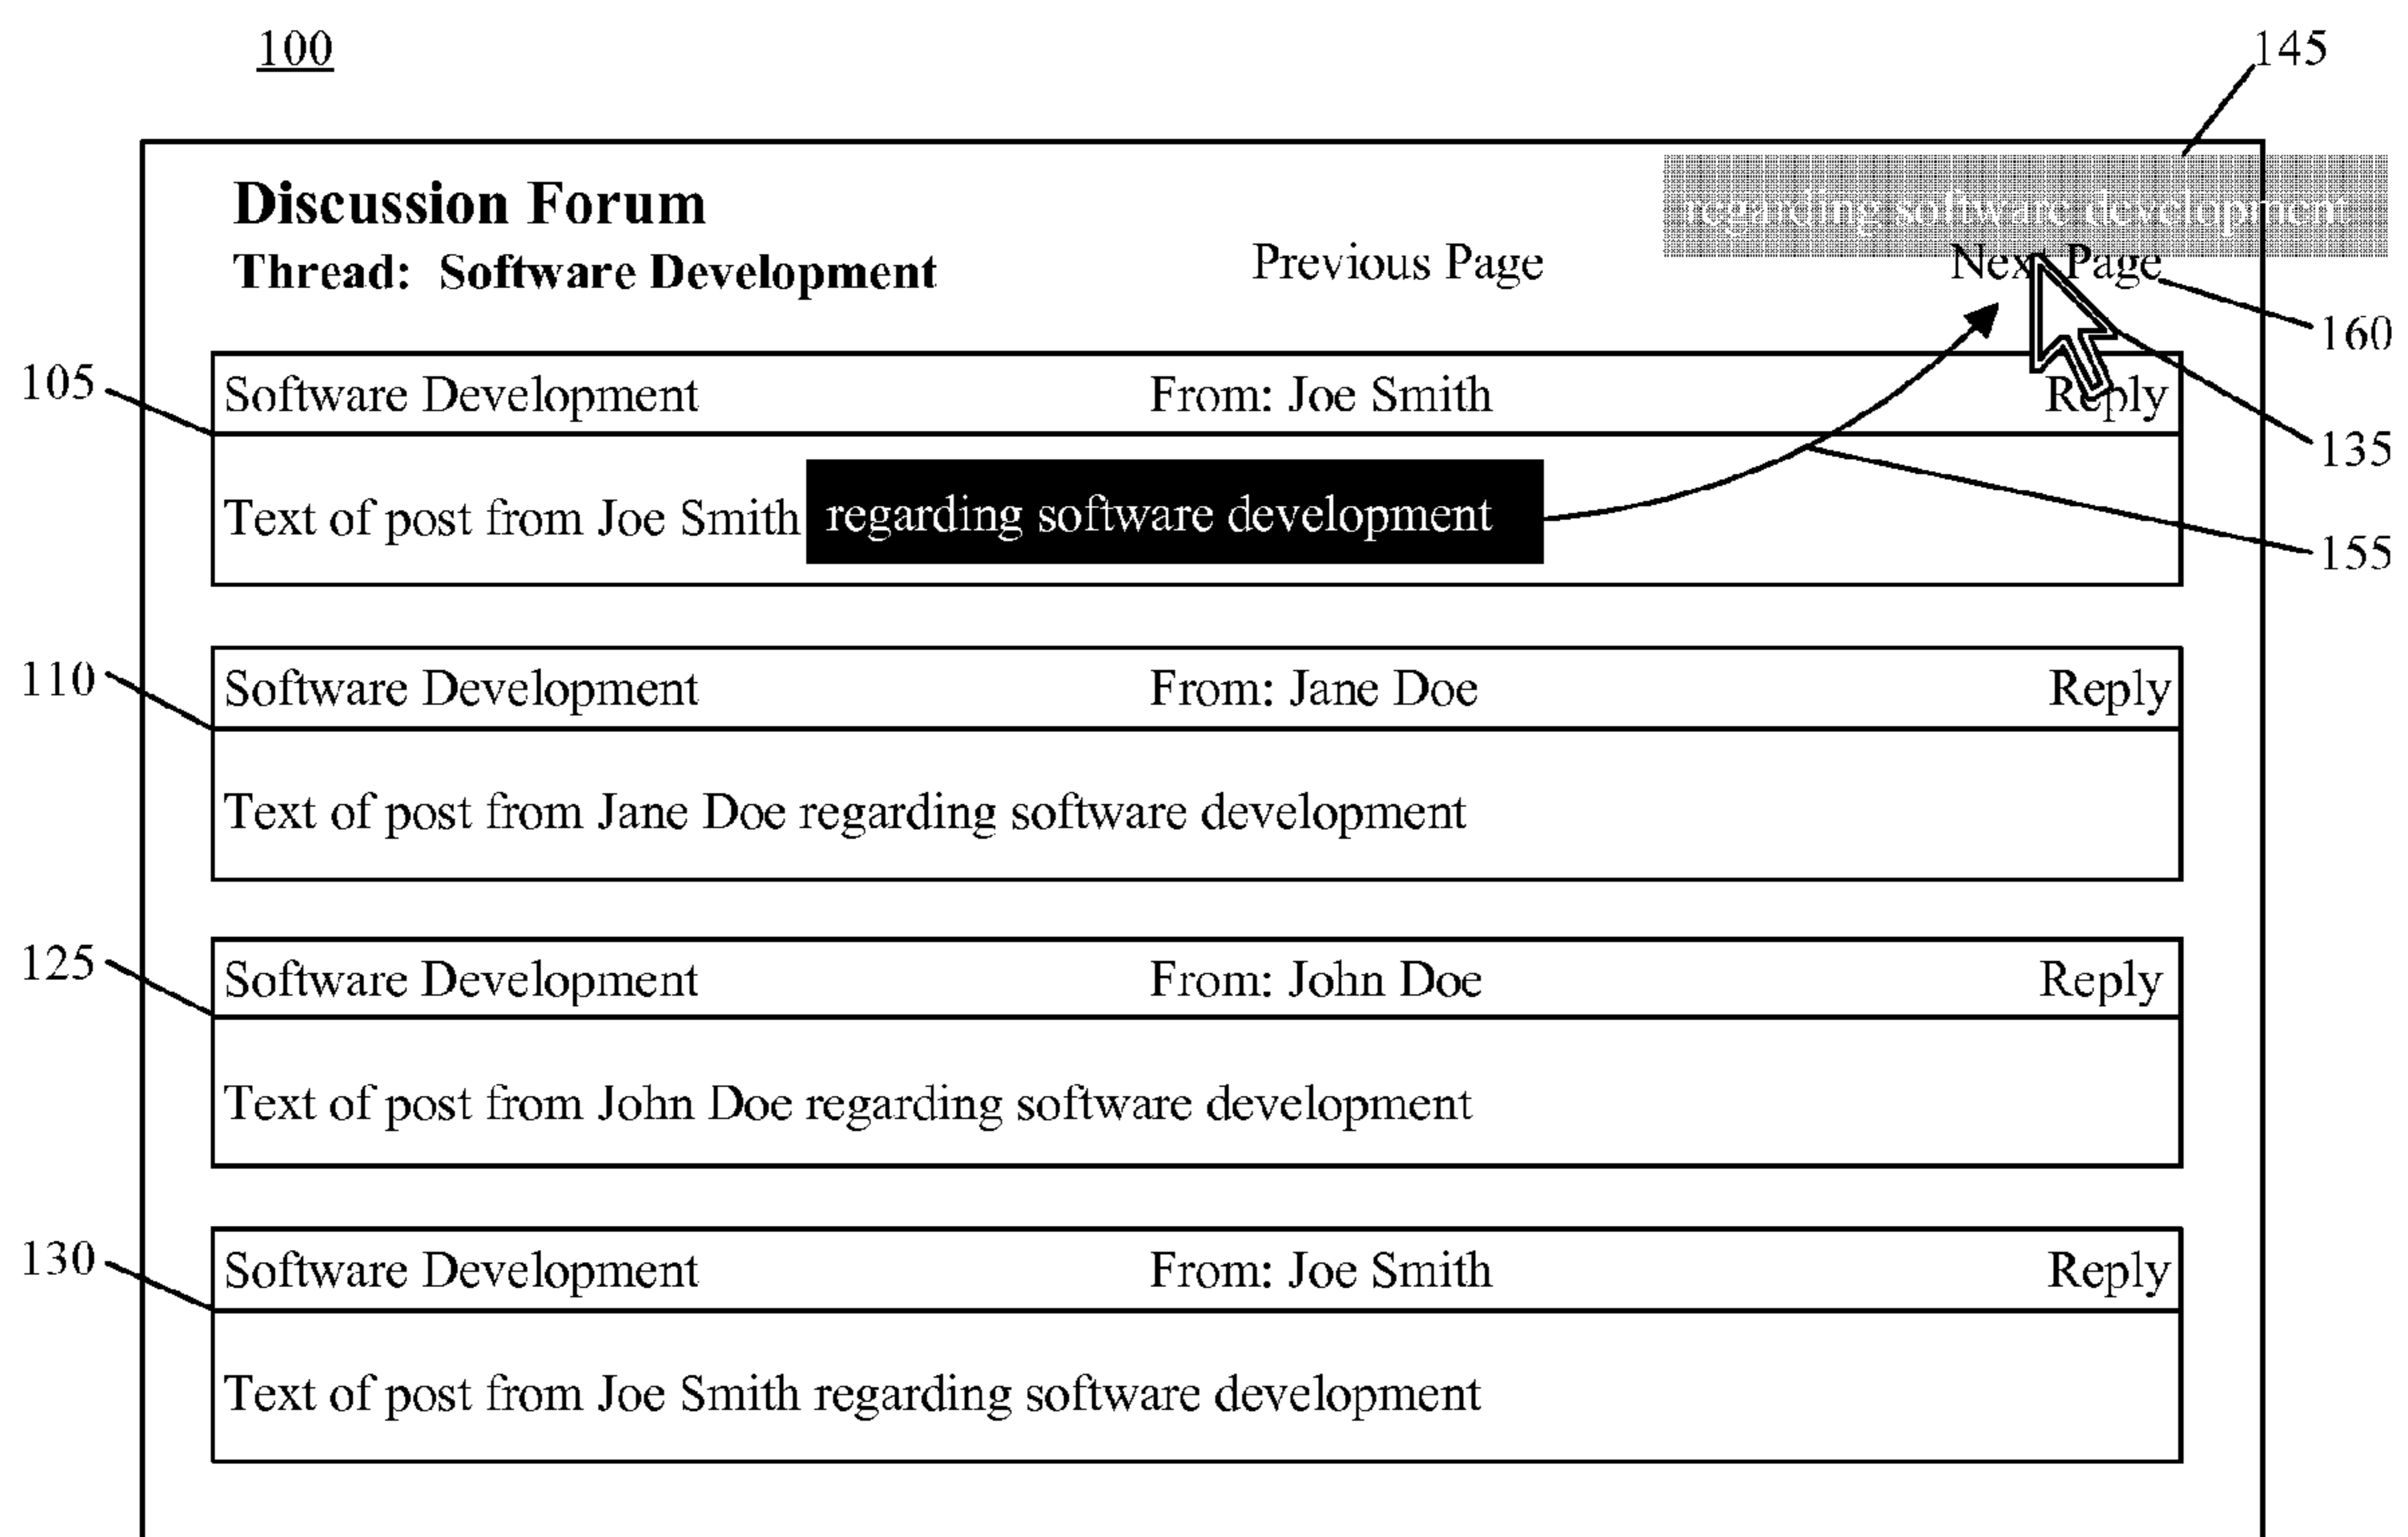 100
145
regarding software development
Discussion Forum
Thread: Software Development
Previous Page
Next Page
160
105
Software Development From: Joe Smith Reply
135
Text of post from Joe Smith regarding software development
155
110
Software Development From: Jane Doe Reply
Text of post from Jane Doe regarding software development
125
Software Development From: John Doe Reply
Text of post from John Doe regarding software development
130
Software Development From: Joe Smith Reply
Text of post from Joe Smith regarding software development